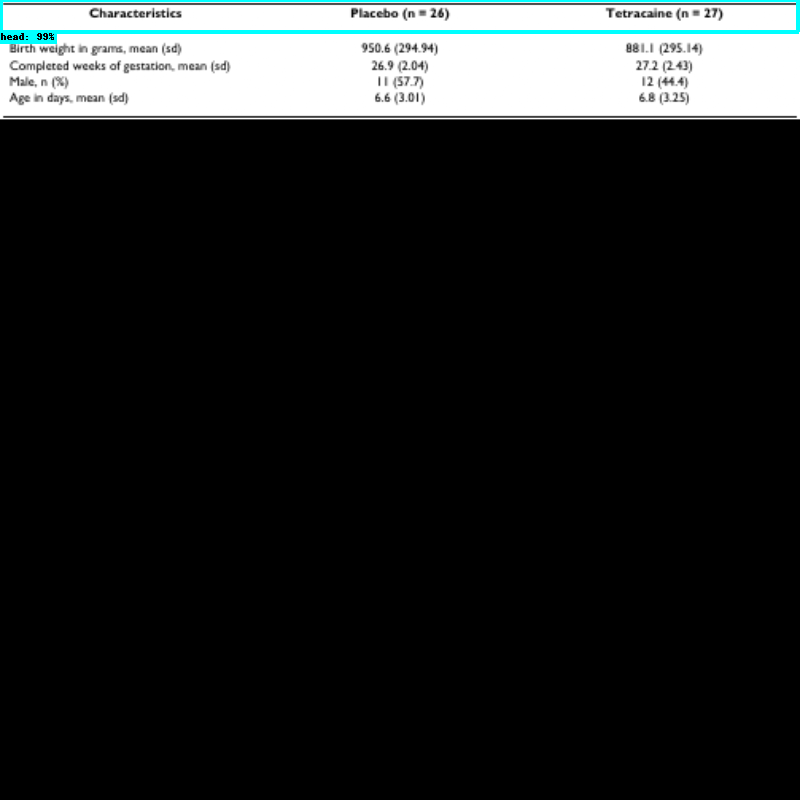 Characteristics Placebo (n = 26) Tetracaine (n = 27)
head: 99%
Birth weight in grams, mean (sd) 950.6 (294.94) 881.1 (295.14)
Completed weeks of gestation, mean (sd) 26.9 (2.04) 27.2 (2.43)
Male, n (%) 11 (57.7) 12 (44.4)
Age in days, mean (sd) 6.6 (3.01) 6.8 (3.25)